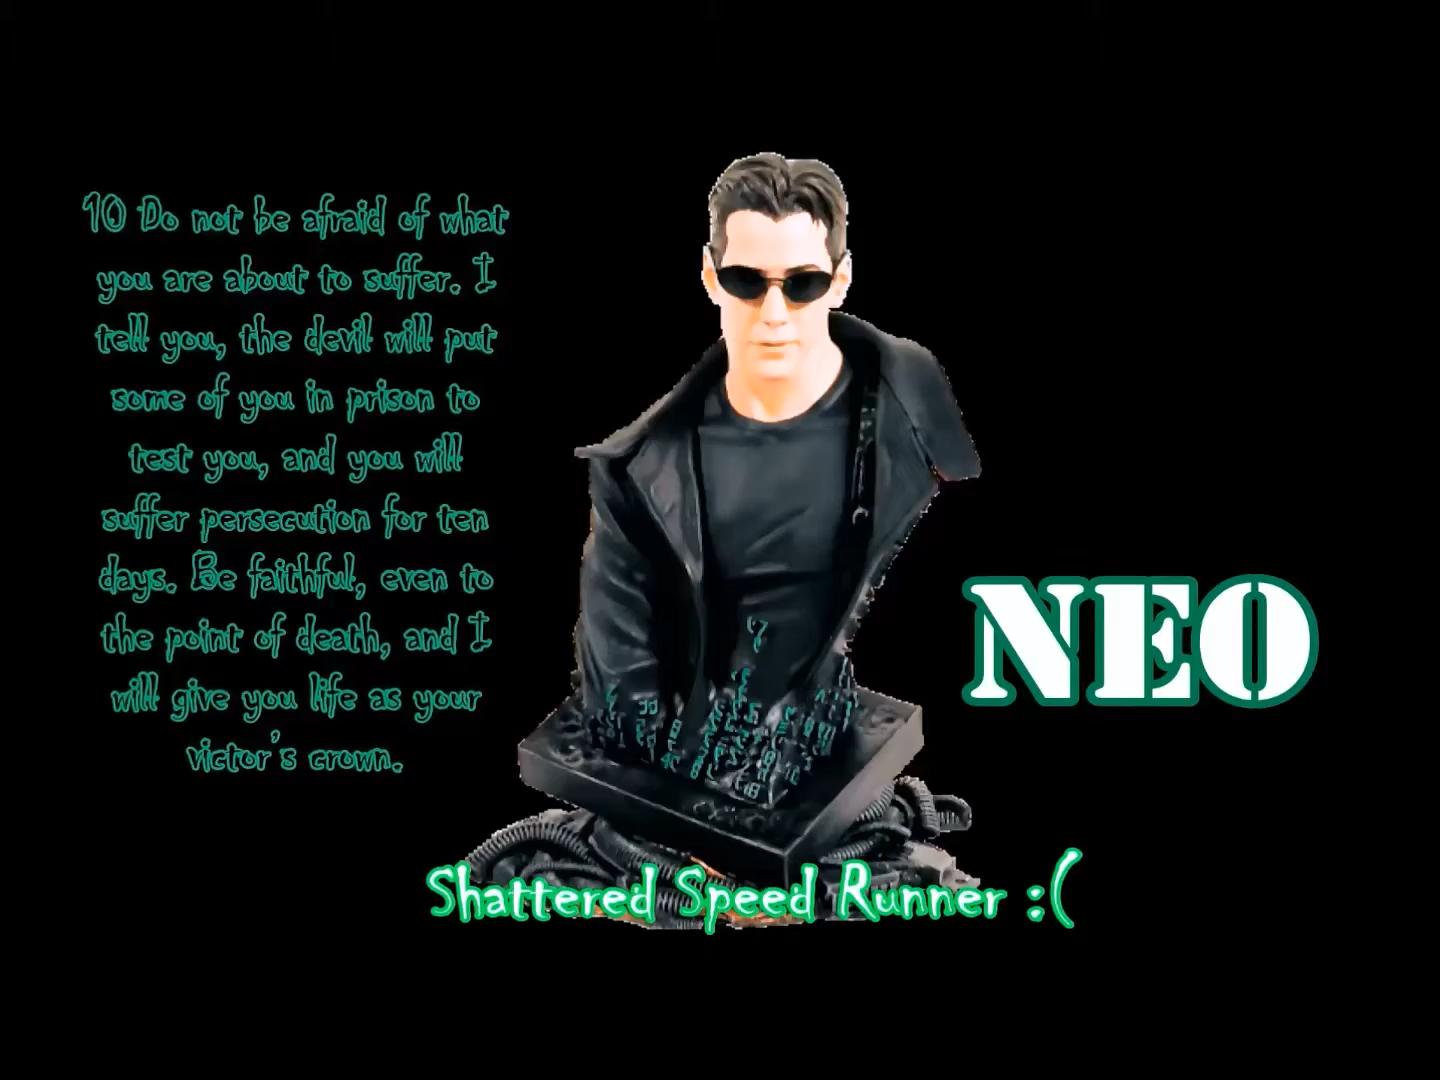 10 Do not be afraid of what
you are about to suffer. I
tell you, the devil will put
some of you in prison to
test you, and you will
suffer persecution for ten
days. Be faithful, even to
the point of death, and I
will give you life as your
victor's crown.
NEO
Shattered Speed Runner :(